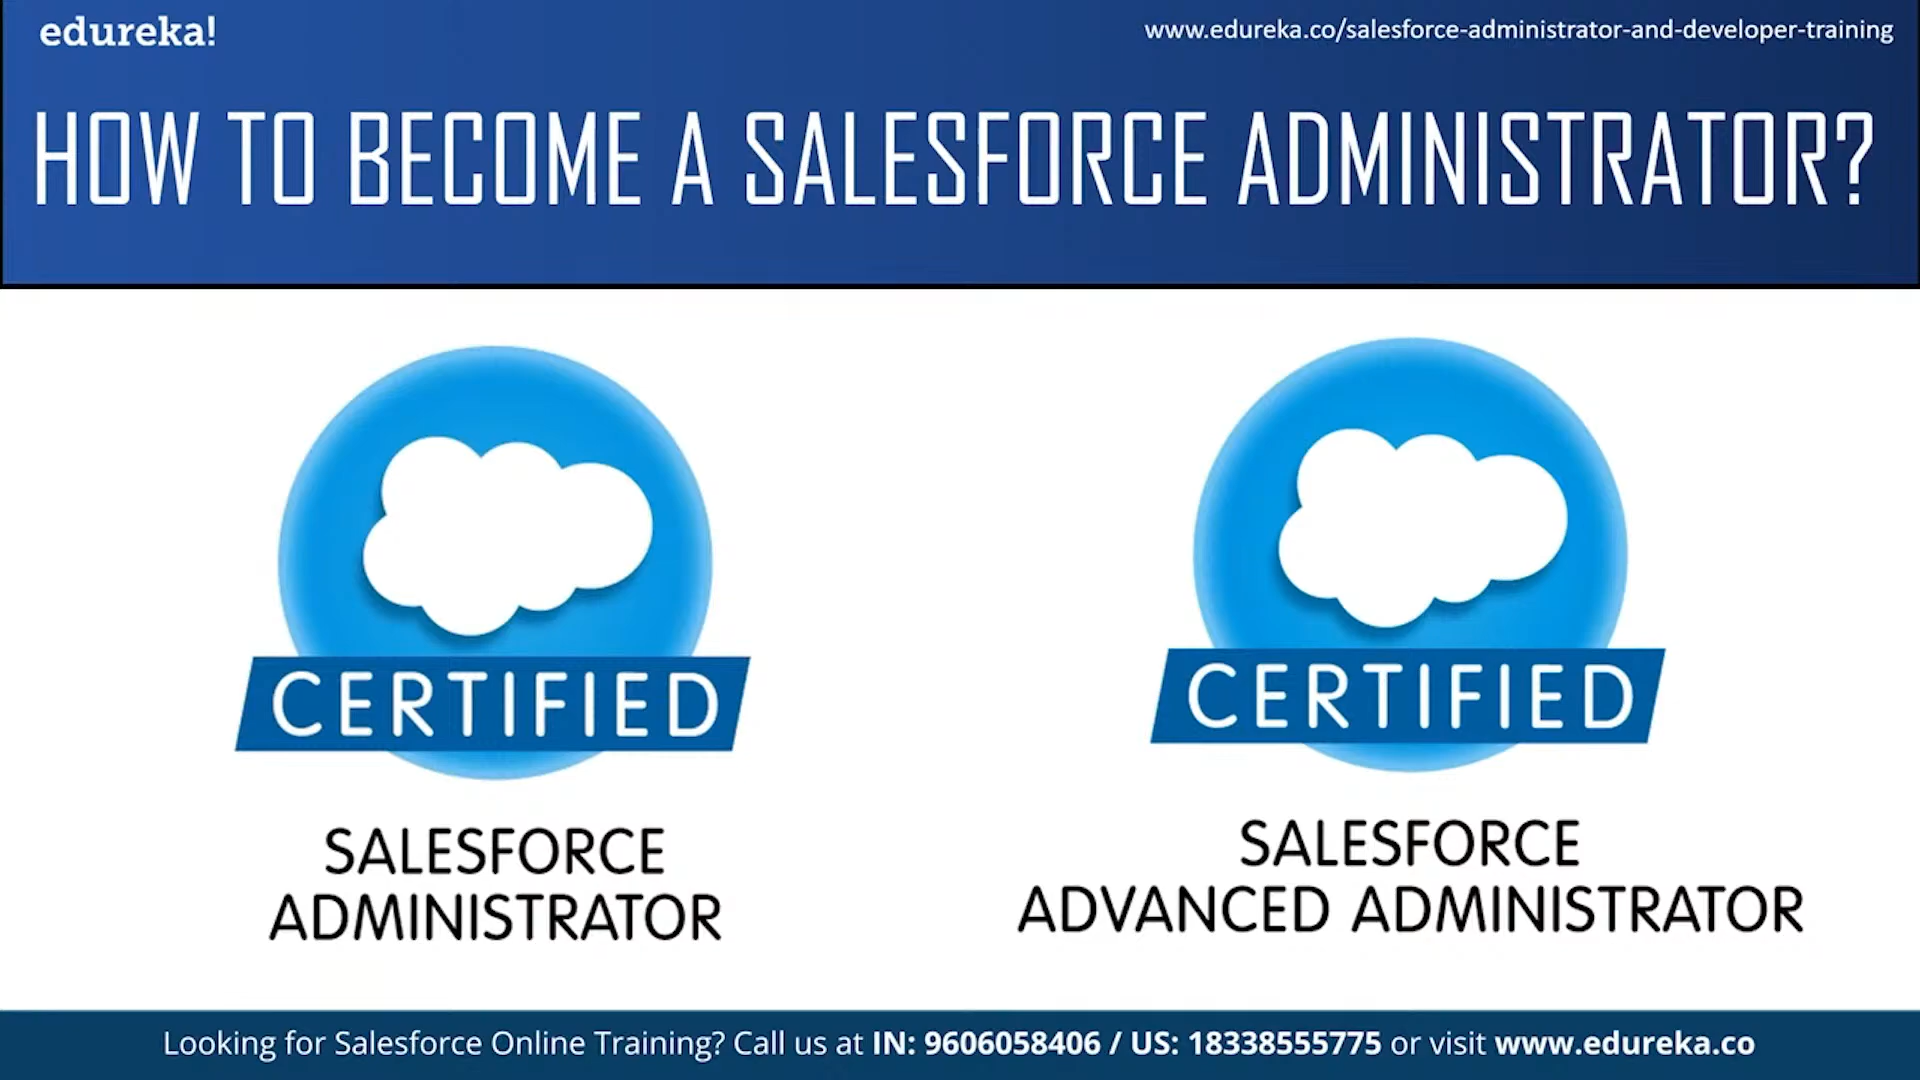 edureka!
www.edureka.co/salesforce-administrator-and-developer-training
HOW TO BECOME A SALESFORCE ADMINISTRATOR?
CERTIFIED
SALESFORCE
ADMINISTRATOR
CERTIFIED
SALESFORCE
ADVANCED ADMINISTRATOR
Looking for Salesforce Online Training? Call us at IN: 9606058406 / US: 18338555775 or visit www.edureka.co